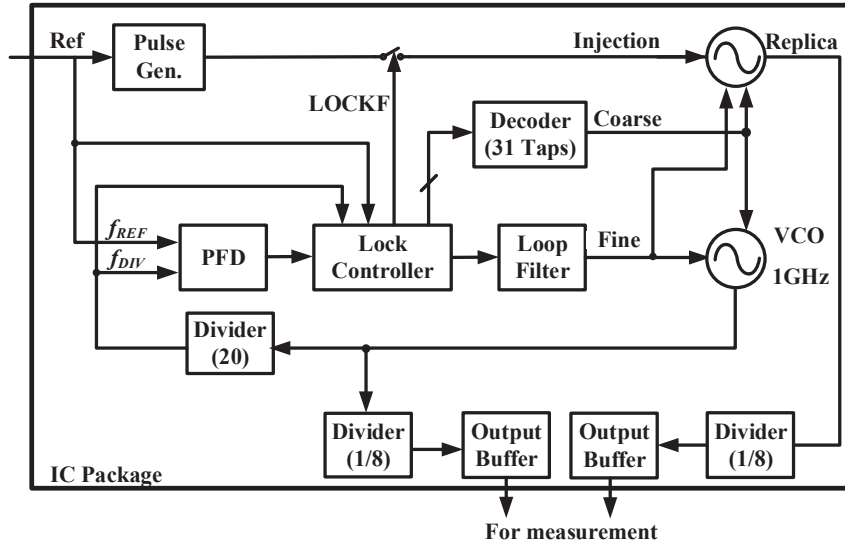 Ref
Pulse
Gen.
Injection
Replica
LOCKF
Decoder
(31 Taps)
Coarse
fREF
fDIV
PFD
Lock
Controller
Loop
Filter
Fine
VCO
1GHz
Divider
(20)
Divider
(1/8)
Output
Buffer
Output
Buffer
Divider
(1/8)
IC Package
For measurement